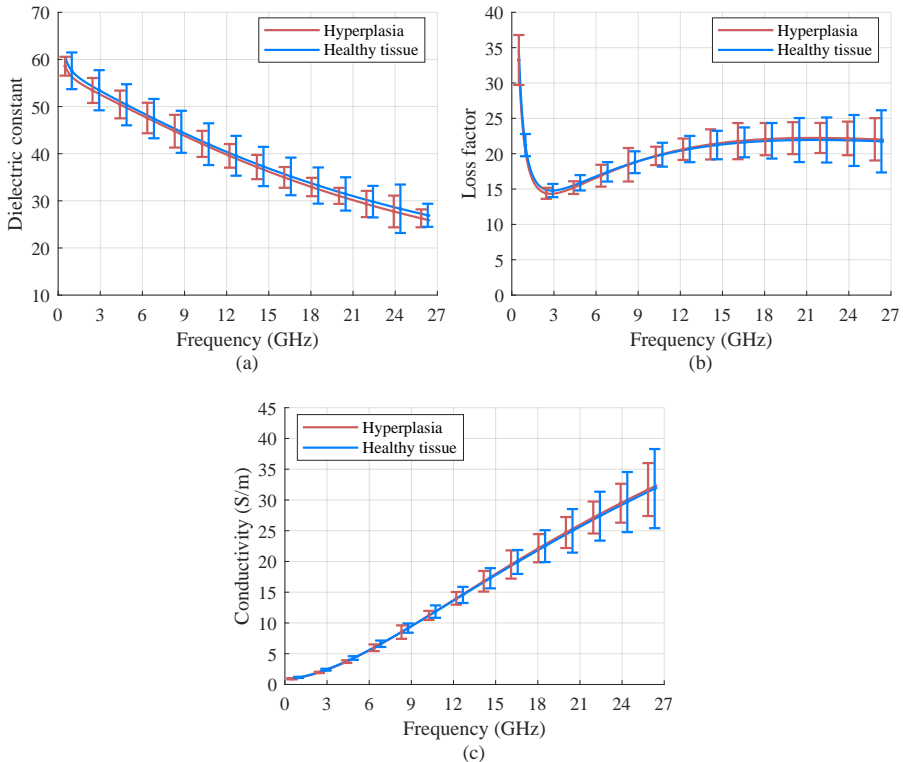 70
60
50
40
30
20
10
Dielectric constant
Hyperplasia
Healthy tissue
0 3 6 9 12 15 18 21 24 27
Frequency (GHz)
(a)
40
35
30
25
20
15
10
5
0
Loss factor
Hyperplasia
Healthy tissue
0 3 6 9 12 15 18 21 24 27
Frequency (GHz)
(b)
45
40
35
30
25
20
15
10
5
0
Conductivity (S/m)
Hyperplasia
Healthy tissue
0 3 6 9 12 15 18 21 24 27
Frequency (GHz)
(c)